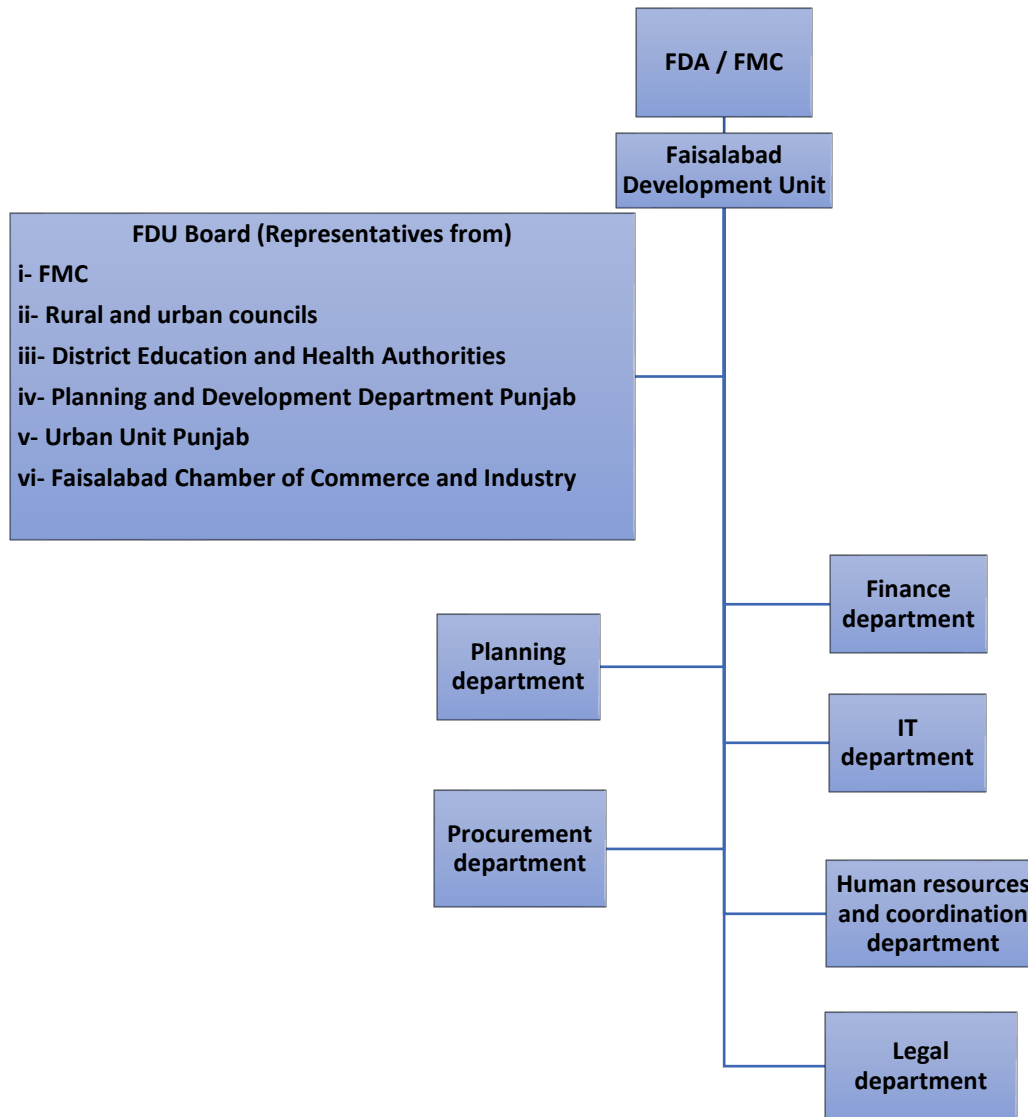 FDA / FMC
Faisalabad
Development Unit
FDU Board (Representatives from)
i- FMC
ii- Rural and urban councils
iii- District Education and Health Authorities
iv- Planning and Development Department Punjab
v- Urban Unit Punjab
vi- Faisalabad Chamber of Commerce and Industry
Finance
department
Planning
department
IT
department
Procurement
department
Human resources
and coordination
department
Legal
department